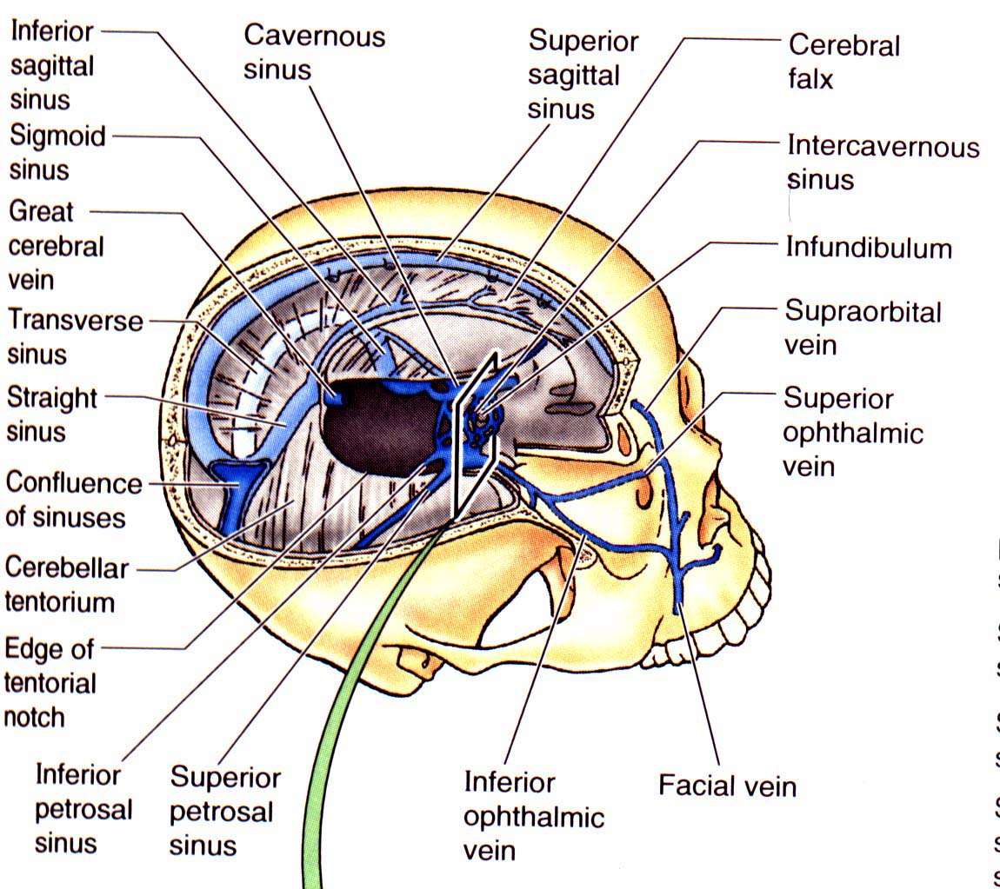 Inferior
sagittal
sinus
Sigmoid
sinus
Great
cerebral
vein
Transverse
sinus
Straight
sinus
Confluence
of sinuses
Cerebellar
tentorium
Edge of
tentorial
notch
Inferior
petrosal
sinus
Superior
petrosal
sinus
Cavernous
sinus
Superior
sagittal
sinus
Cerebral
falx
Intercavernous
sinus
Infundibulum
Supraorbital
vein
Superior
ophthalmic
vein
Inferior
ophthalmic
vein
Facial vein